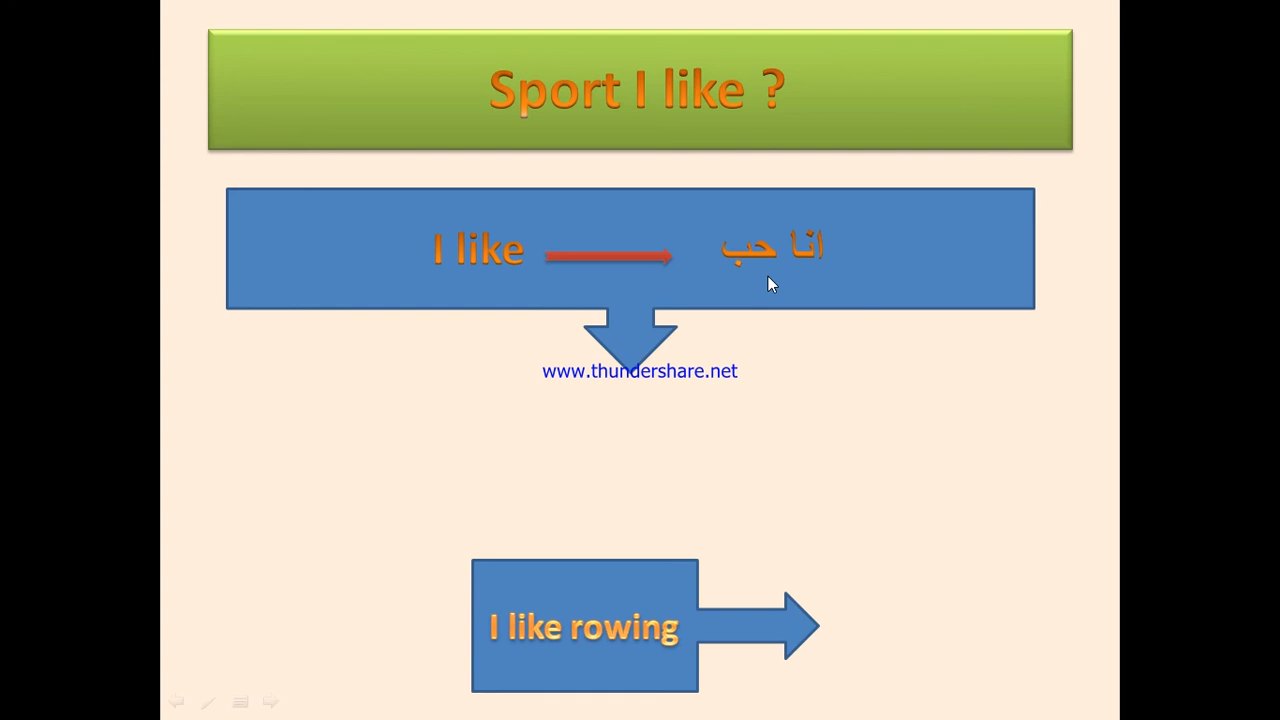 Sport I like ?
I like انا حب
www.thundershare.net
I like rowing